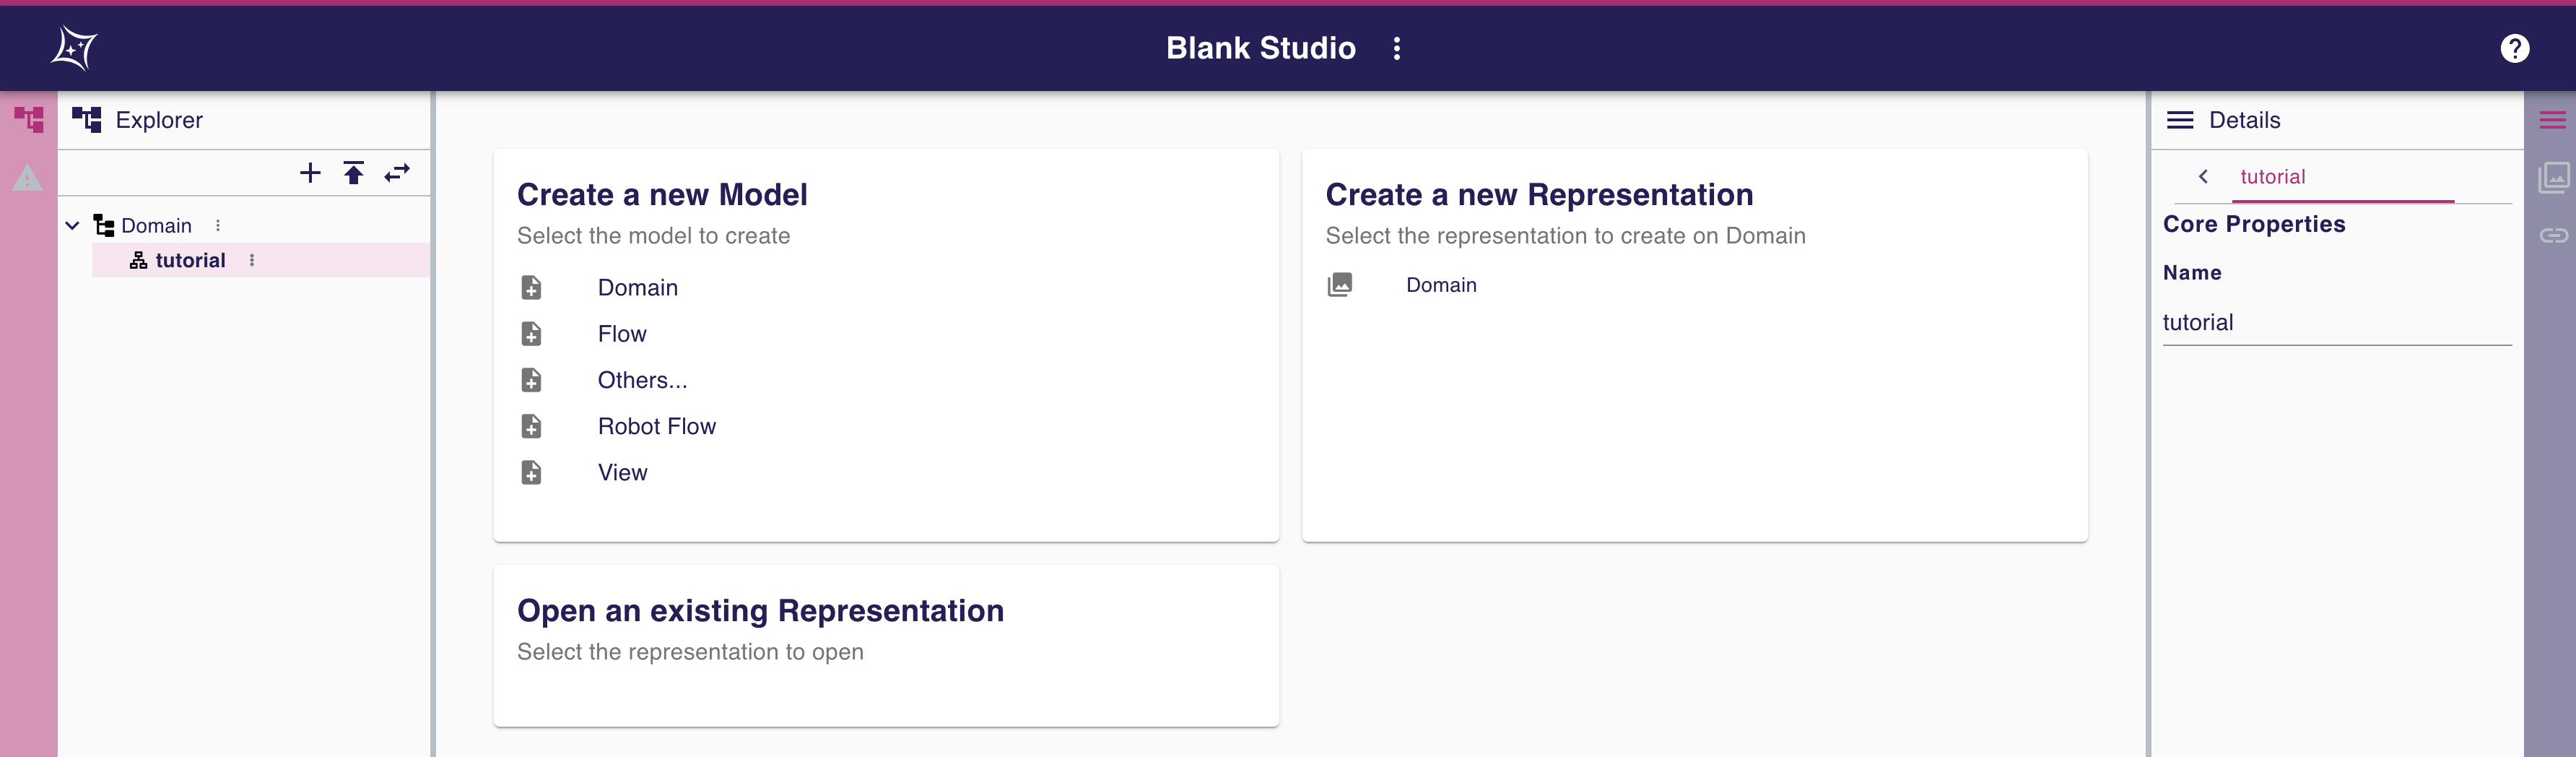 Blank Studio
Explorer
Domain
tutorial
Create a new Model
Select the model to create
Domain
Flow
Others...
Robot Flow
View
Create a new Representation
Select the representation to create on Domain
Domain
Open an existing Representation
Select the representation to open
Details
tutorial
Core Properties
Name
tutorial